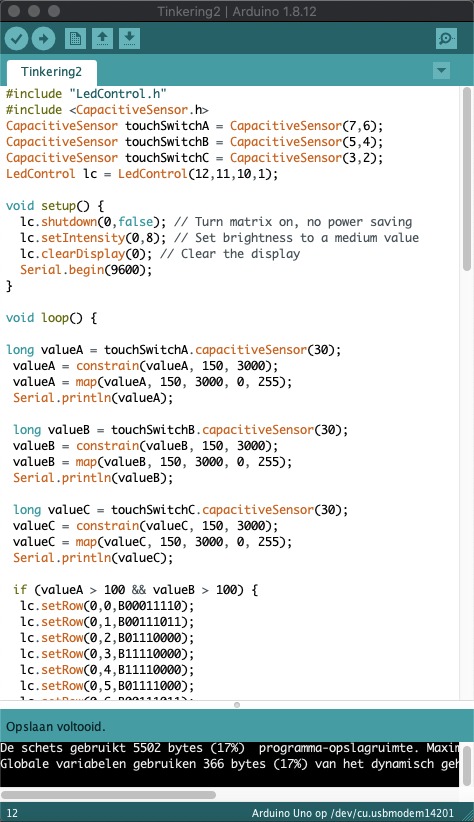 Tinkering2 | Arduino 1.8.12
Tinkering2
#include "LedControl.h"
#include <CapacitiveSensor.h>
CapacitiveSensor touchSwitchA = CapacitiveSensor(7,6);
CapacitiveSensor touchSwitchB = CapacitiveSensor(5,4);
CapacitiveSensor touchSwitchC = CapacitiveSensor(3,2);
LedControl lc = LedControl(12,11,10,1);
void setup() {
lc.shutdown(0,false); // Turn matrix on, no power saving
lc.setIntensity(0,8); // Set brightness to a medium value
lc.clearDisplay(0); // Clear the display
Serial.begin(9600);
}
void loop() {
long valueA = touchSwitchA.capacitiveSensor(30);
valueA = constrain(valueA, 150, 3000);
valueA = map(valueA, 150, 3000, 0, 255);
Serial.println(valueA);
long valueB = touchSwitchB.capacitiveSensor(30);
valueB = constrain(valueB, 150, 3000);
valueB = map(valueB, 150, 3000, 0, 255);
Serial.println(valueB);
long valueC = touchSwitchC.capacitiveSensor(30);
valueC = constrain(valueC, 150, 3000);
valueC = map(valueC, 150, 3000, 0, 255);
Serial.println(valueC);
if (valueA > 100 && valueB > 100) {
lc.setRow(0,0,B00011110);
lc.setRow(0,1,B00111011);
lc.setRow(0,2,B01110000);
lc.setRow(0,3,B11110000);
lc.setRow(0,4,B11110000);
lc.setRow(0,5,B01111000);
Opslaan voltooid.
De schets gebruikt 5502 bytes (17%) programma-opslagruimte. Maxim
Globale variabelen gebruiken 366 bytes (17%) van het dynamisch geh
12
Arduino Uno op /dev/cu.usbmodem14201